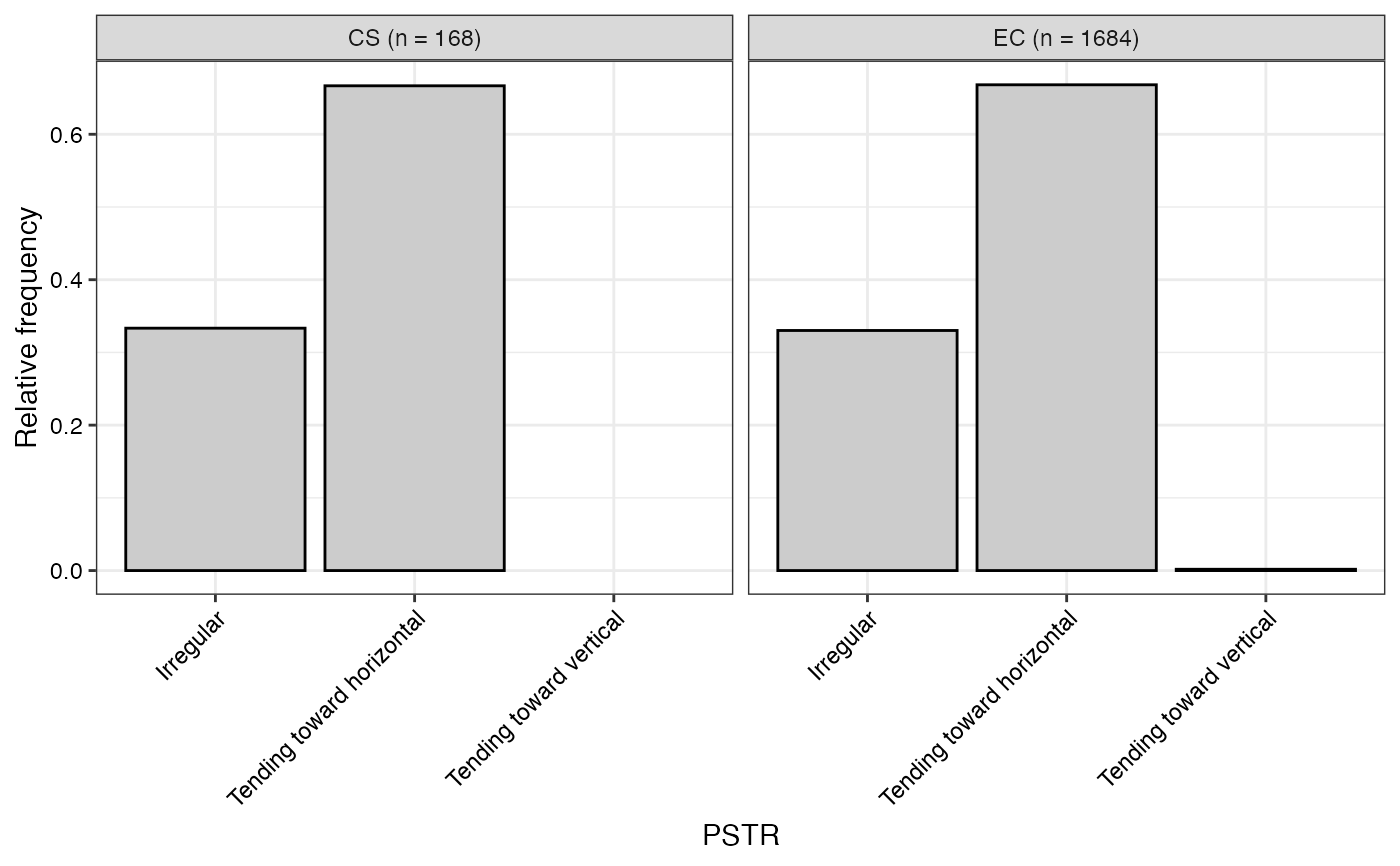 CS (n = 168)
EC (n = 1684)
Relative frequency
0.6
0.4
0.2
0.0
Irregular
Tending toward horizontal
Tending toward vertical
Irregular
Tending toward horizontal
Tending toward vertical
PSTR